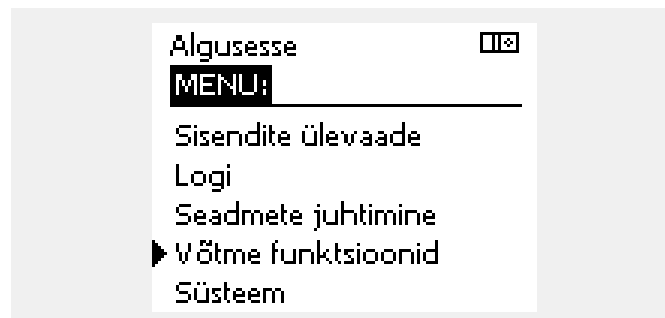 Algusesse
MENU:
Sisendite ülevaade
Logi
Seadmete juhtimine
Võtme funktsioonid
Süsteem